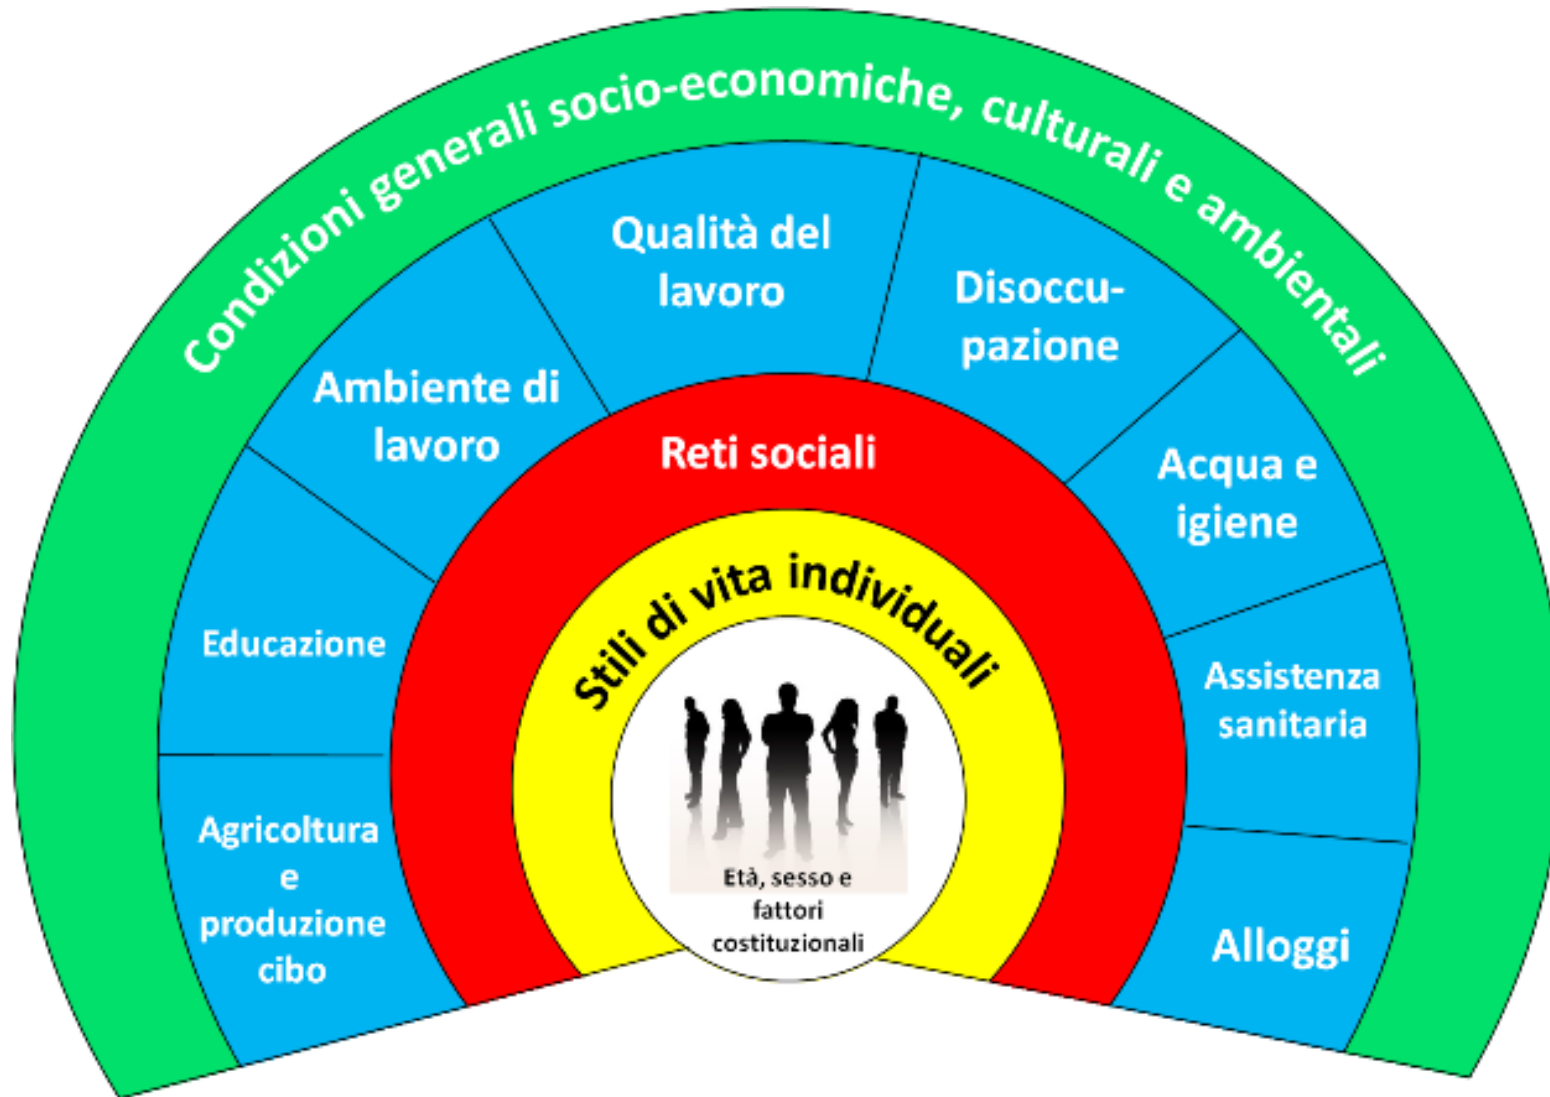 Condizioni generali socio-economiche, culturali e ambientali
Qualità del
lavoro
Disoccu-
pazione
Ambiente di
lavoro
Acqua e
igiene
Educazione
Assistenza
sanitaria
Agricoltura
e
produzione
cibo
Alloggi
Reti sociali
Stili di vita individuali
Età, sesso e
fattori
costituzionali